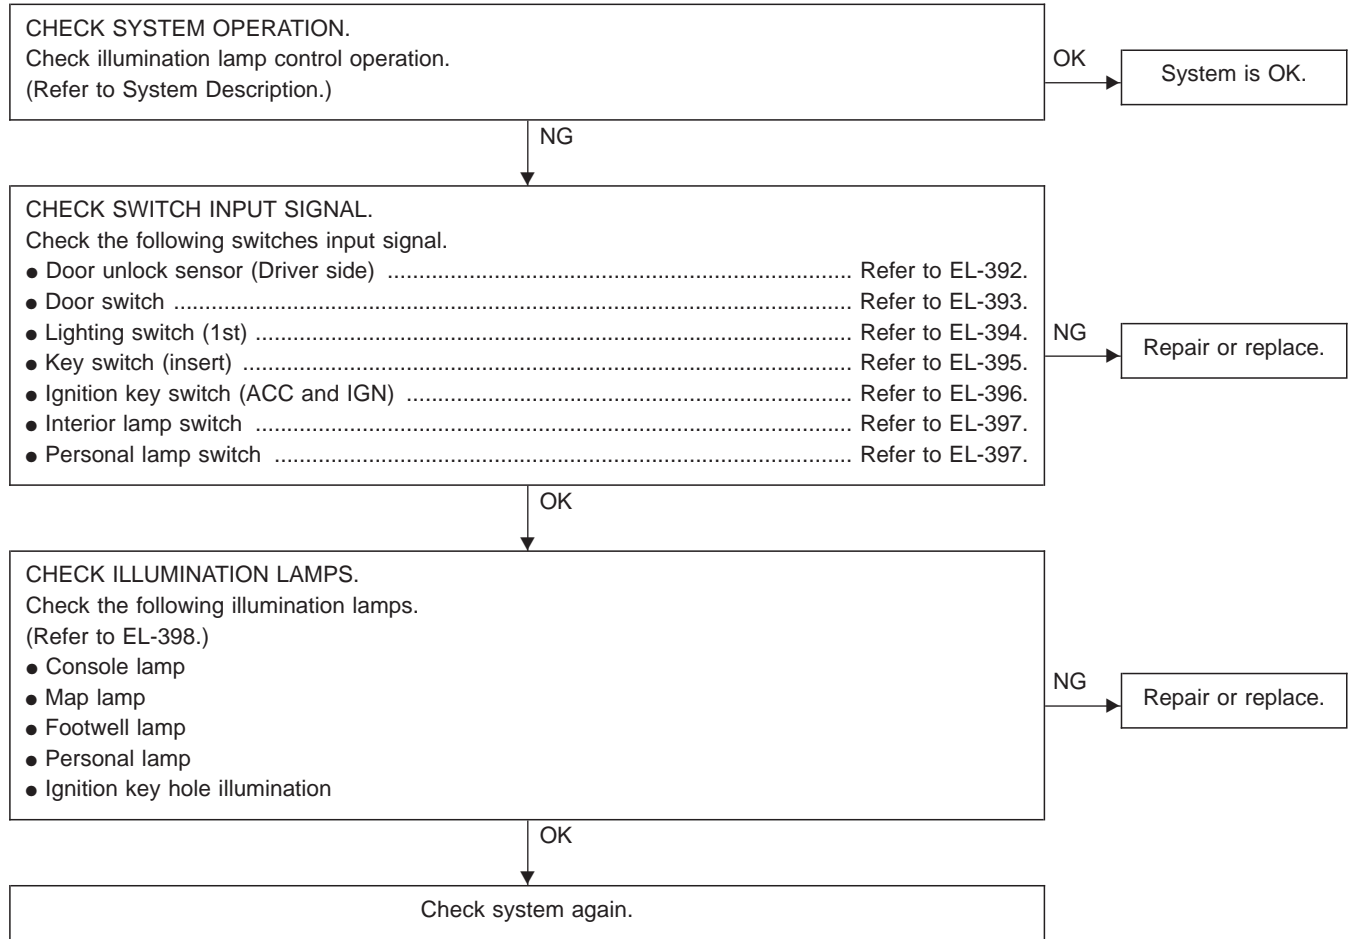 CHECK SYSTEM OPERATION.
Check illumination lamp control operation.
(Refer to System Description.)
OK
System is OK.
NG
CHECK SWITCH INPUT SIGNAL.
Check the following switches input signal.
● Door unlock sensor (Driver side) ........................................................................... Refer to EL-392.
● Door switch ............................................................................................................. Refer to EL-393.
● Lighting switch (1st) ................................................................................................ Refer to EL-394.
● Key switch (insert) .................................................................................................. Refer to EL-395.
● Ignition key switch (ACC and IGN) ........................................................................ Refer to EL-396.
● Interior lamp switch ................................................................................................ Refer to EL-397.
● Personal lamp switch ............................................................................................. Refer to EL-397.
NG
Repair or replace.
OK
CHECK ILLUMINATION LAMPS.
Check the following illumination lamps.
(Refer to EL-398.)
● Console lamp
● Map lamp
● Footwell lamp
● Personal lamp
● Ignition key hole illumination
NG
Repair or replace.
OK
Check system again.